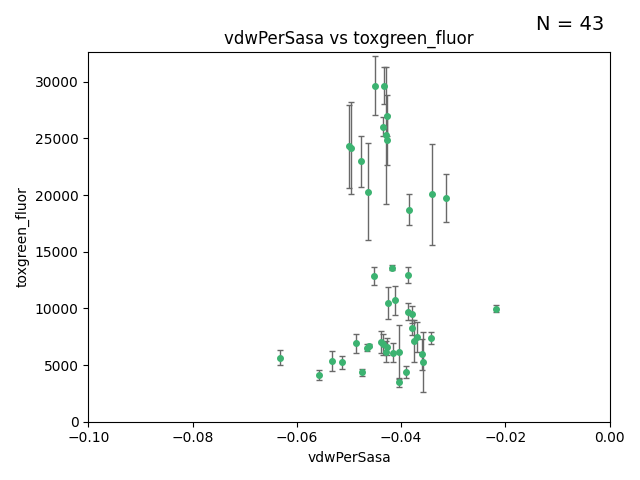 N = 43
vdwPerSasa vs toxgreen_fluor
30000
25000
20000
15000
10000
5000
0
toxgreen_fluor
−0.10 −0.08 −0.06 −0.04 −0.02 0.00
vdwPerSasa